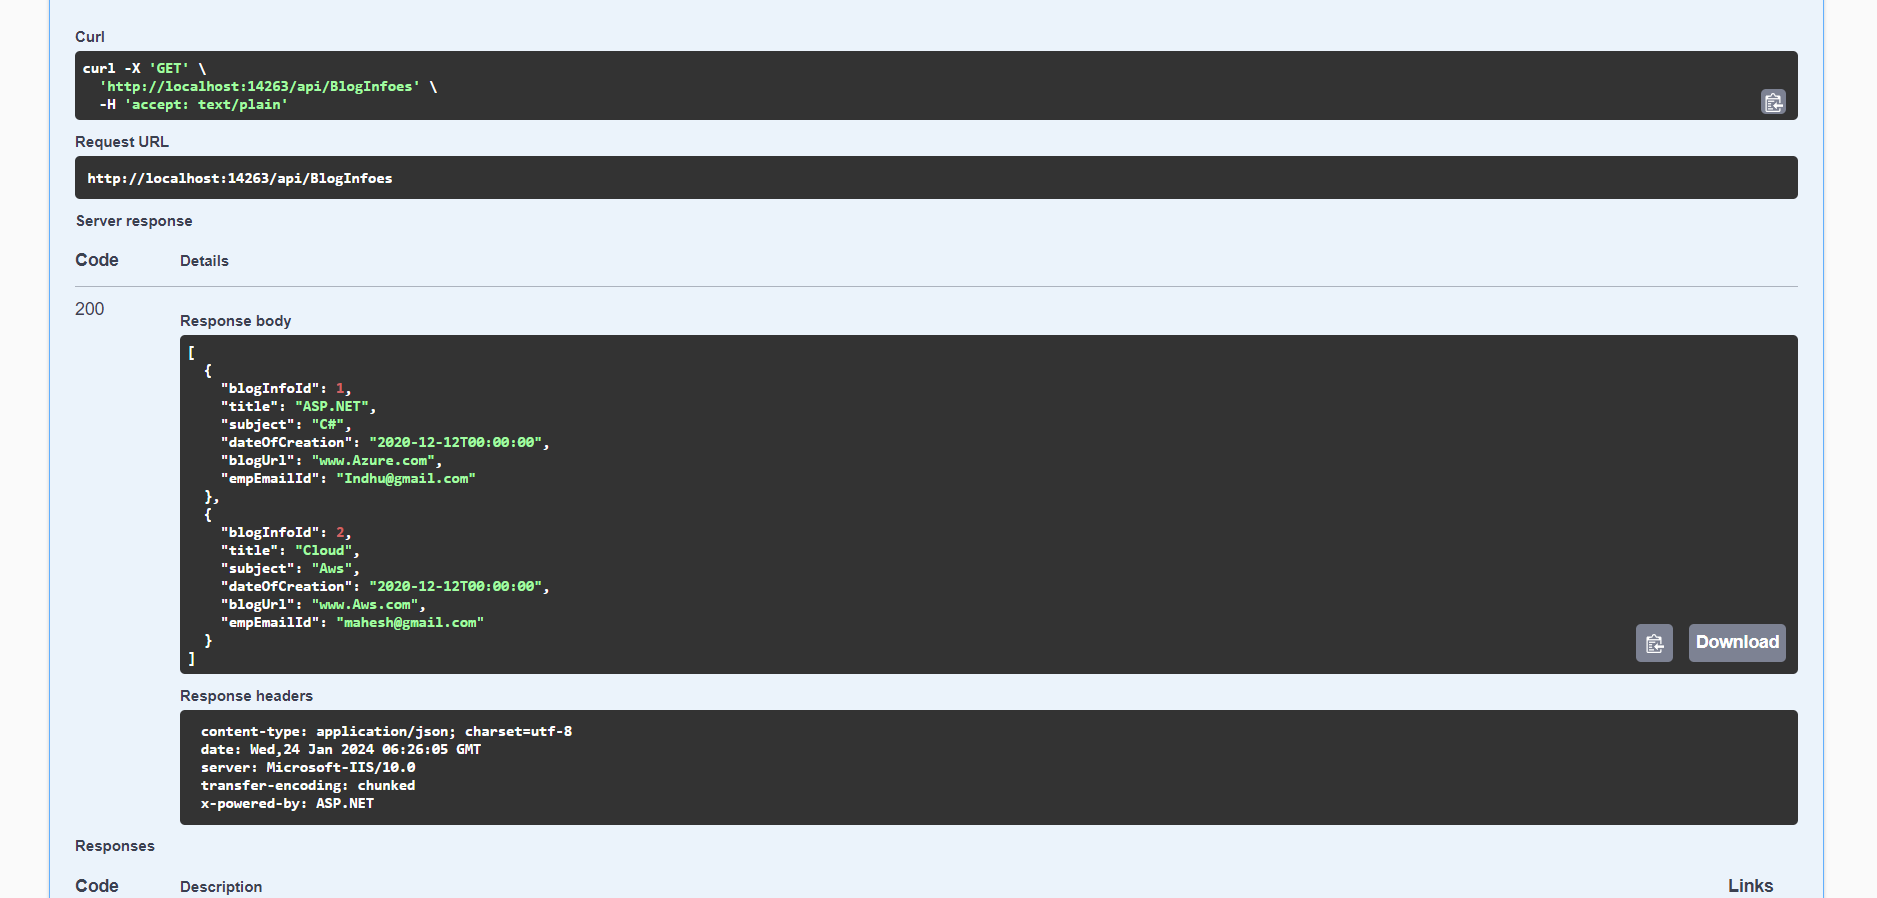 Curl
curl -X 'GET' \
  'http://localhost:14263/api/BlogInfoes' \
  -H 'accept: text/plain'
Request URL
http://localhost:14263/api/BlogInfoes
Server response
Code Details
200
Response body
[
  {
    "blogInfoId": 1,
    "title": "ASP.NET",
    "subject": "C#",
    "dateOfCreation": "2020-12-12T00:00:00",
    "blogUrl": "www.Azure.com",
    "empEmailId": "Indhu@gmail.com"
  },
  {
    "blogInfoId": 2,
    "title": "Cloud",
    "subject": "Aws",
    "dateOfCreation": "2020-12-12T00:00:00",
    "blogUrl": "www.Aws.com",
    "empEmailId": "mahesh@gmail.com"
  }
]
Download
Response headers
content-type: application/json; charset=utf-8
date: Wed,24 Jan 2024 06:26:05 GMT
server: Microsoft-IIS/10.0
transfer-encoding: chunked
x-powered-by: ASP.NET
Responses
Code Description Links